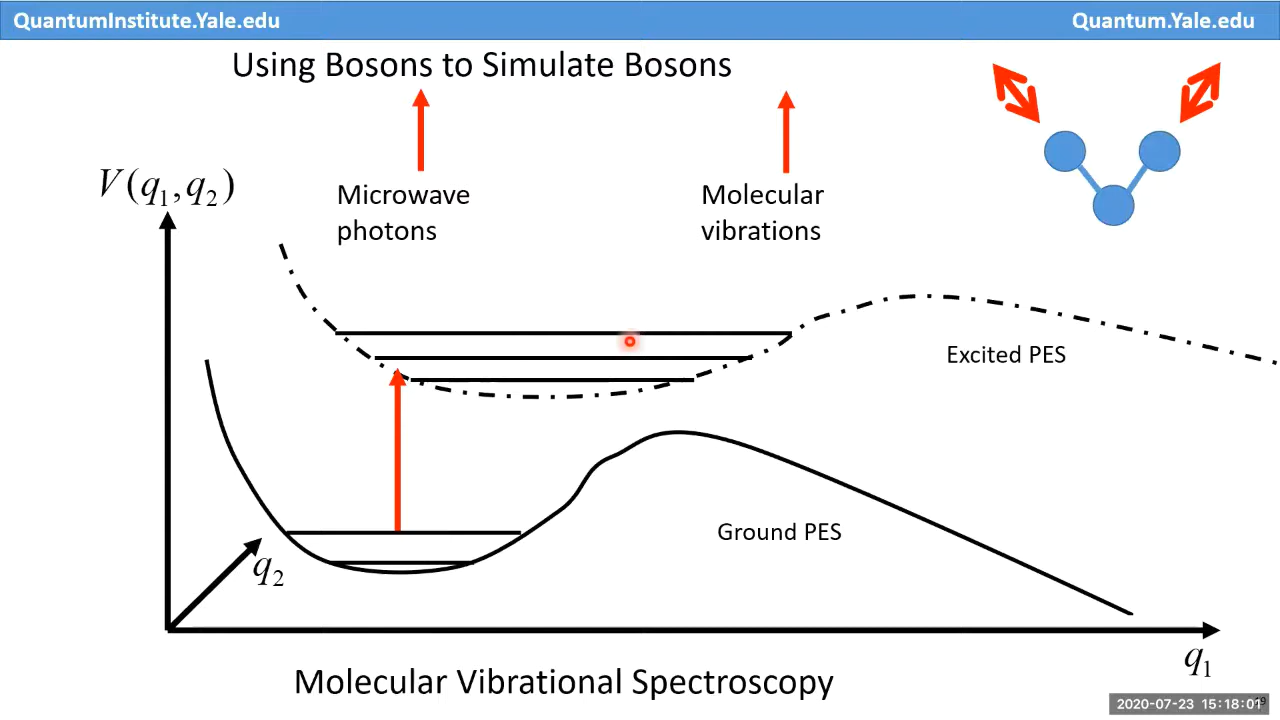 QuantumInstitute.Yale.edu
Quantum.Yale.edu
Using Bosons to Simulate Bosons
Microwave
photons
Molecular
vibrations
V(q₁,q₂)
Excited PES
Ground PES
q₂
q₁
Molecular Vibrational Spectroscopy
2020-07-23 15:18:01